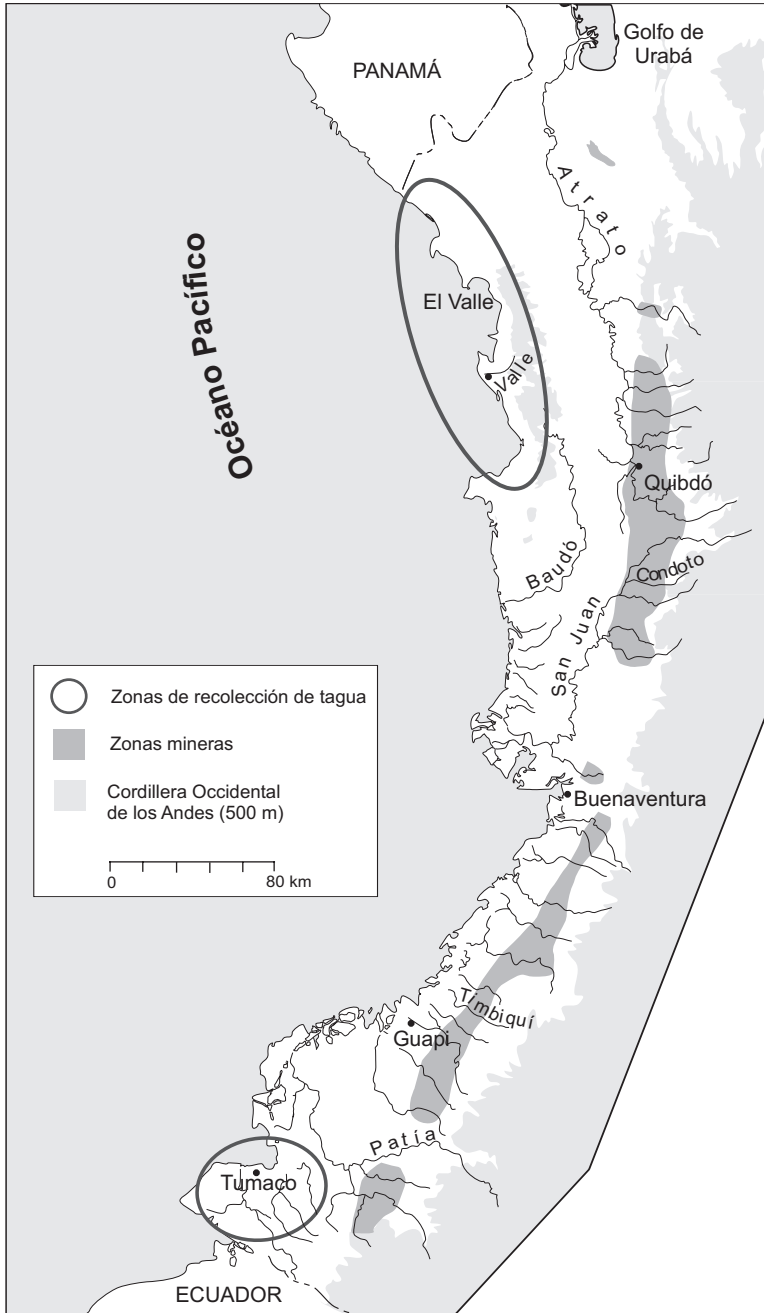 Golfo de
Urabá
PANAMÁ
Atrato
Océano Pacífico
El Valle
Valle
Quibdó
Baudó
Condoto
San Juan
Zonas de recolección de tagua
Zonas mineras
Cordillera Occidental
de los Andes (500 m)
0 80 km
Buenaventura
Timbiquí
Guapi
Patía
Tumaco
ECUADOR